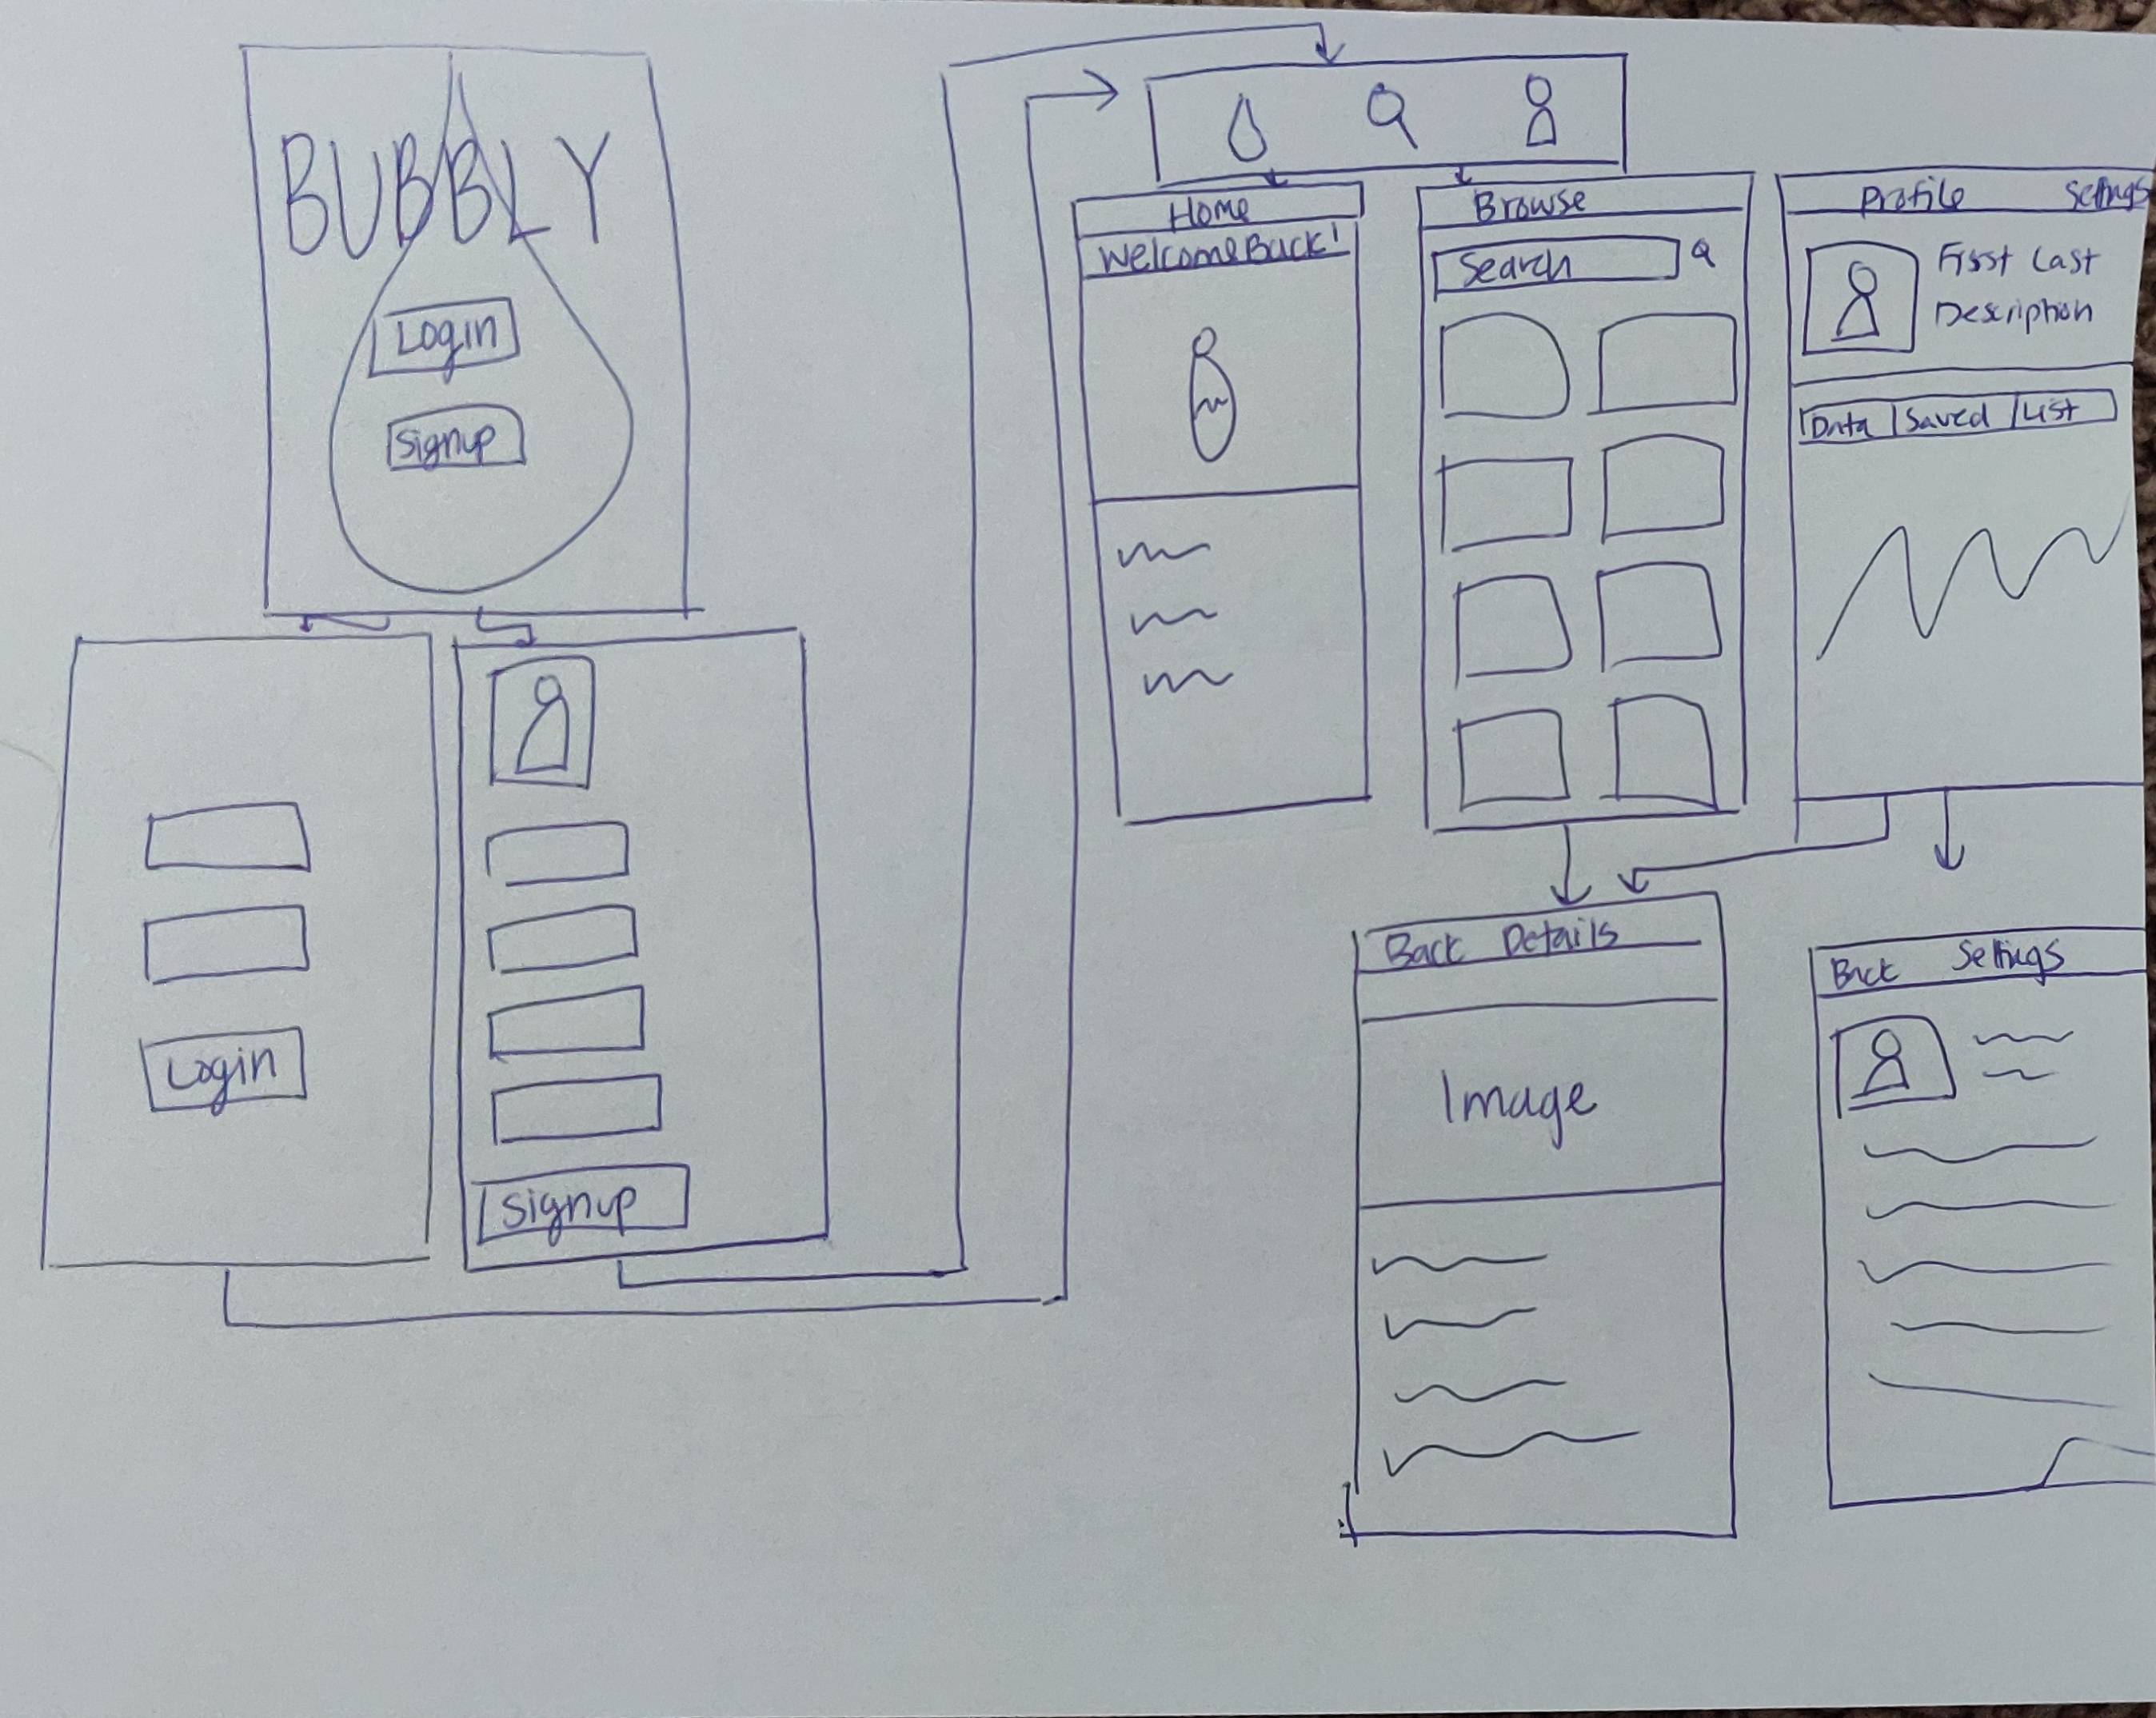 BUBBLY
Login
Signup
Login
Signup
Home
Welcome Back!
Browse
Search
Profile Settings
First Last
Description
Data Saved List
Back Details
Image
Back Settings